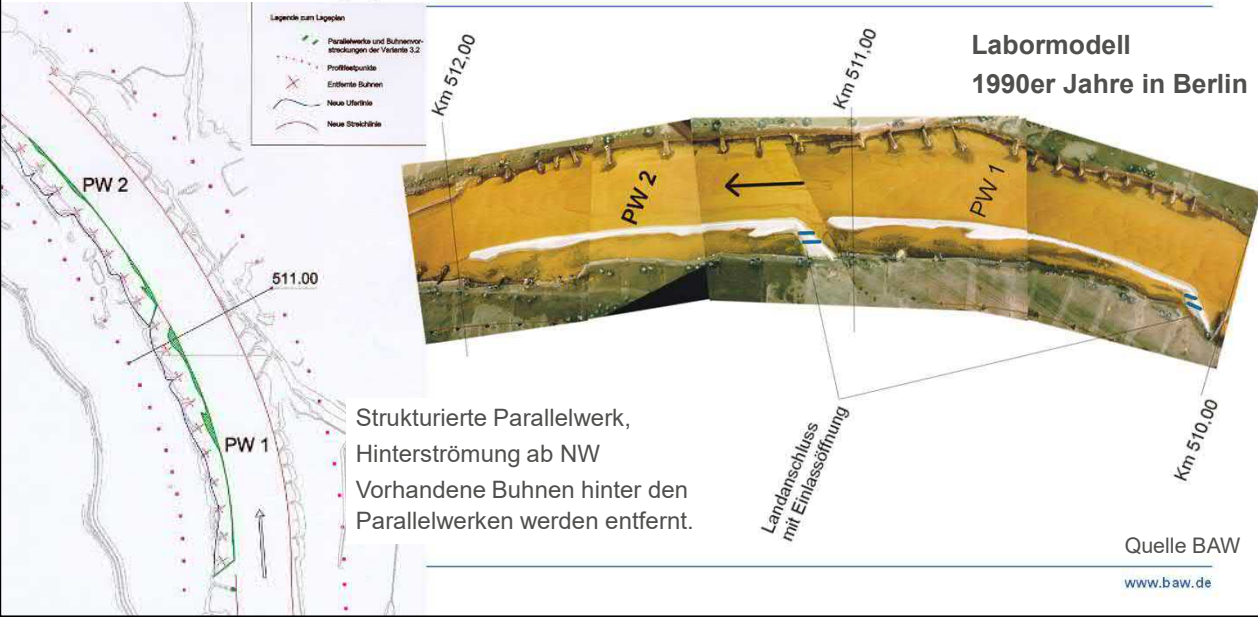 Legende zum Lageplan
Parallelwerke und Buhnenvor-
streckungen der Variante 3.2
Profilfestpunkte
Entfernte Buhnen
Neue Uferlinie
Neue Streichlinie
PW 2
511.00
PW 1
Labormodell
1990er Jahre in Berlin
Km 512,00
Km 511,00
PW 2
PW 1
Km 510,00
Landanschluss
mit Einlassöffnung
Strukturierte Parallelwerk,
Hinterströmung ab NW
Vorhandene Buhnen hinter den
Parallelwerken werden entfernt.
Quelle BAW
www.baw.de